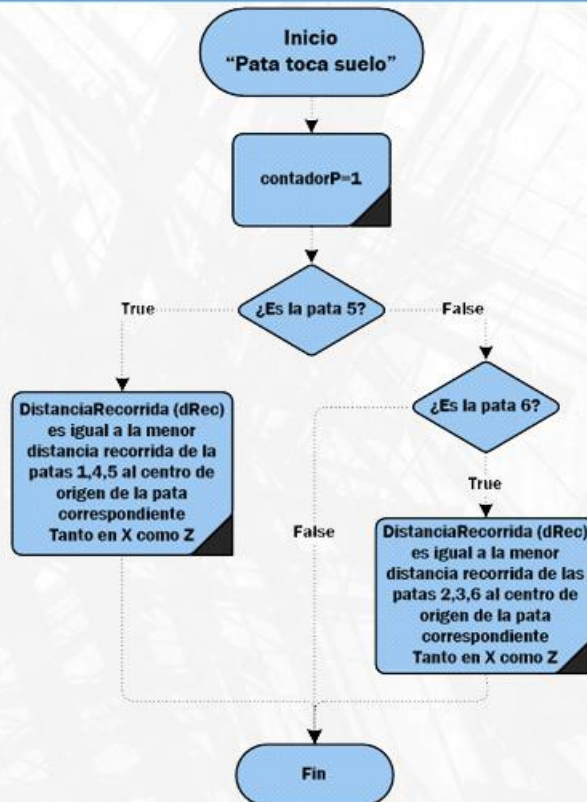 Inicio
“Pata toca suelo”
contadorP=1
¿Es la pata 5?
True
False
DistanciaRecorrida (dRec)
es igual a la menor
distancia recorrida de la
patas 1,4,5 al centro de
origen de la pata
correspondiente
Tanto en X como Z
¿Es la pata 6?
False
True
DistanciaRecorrida (dRec)
es igual a la menor
distancia recorrida de las
patas 2,3,6 al centro de
origen de la pata
correspondiente
Tanto en X como Z
Fin